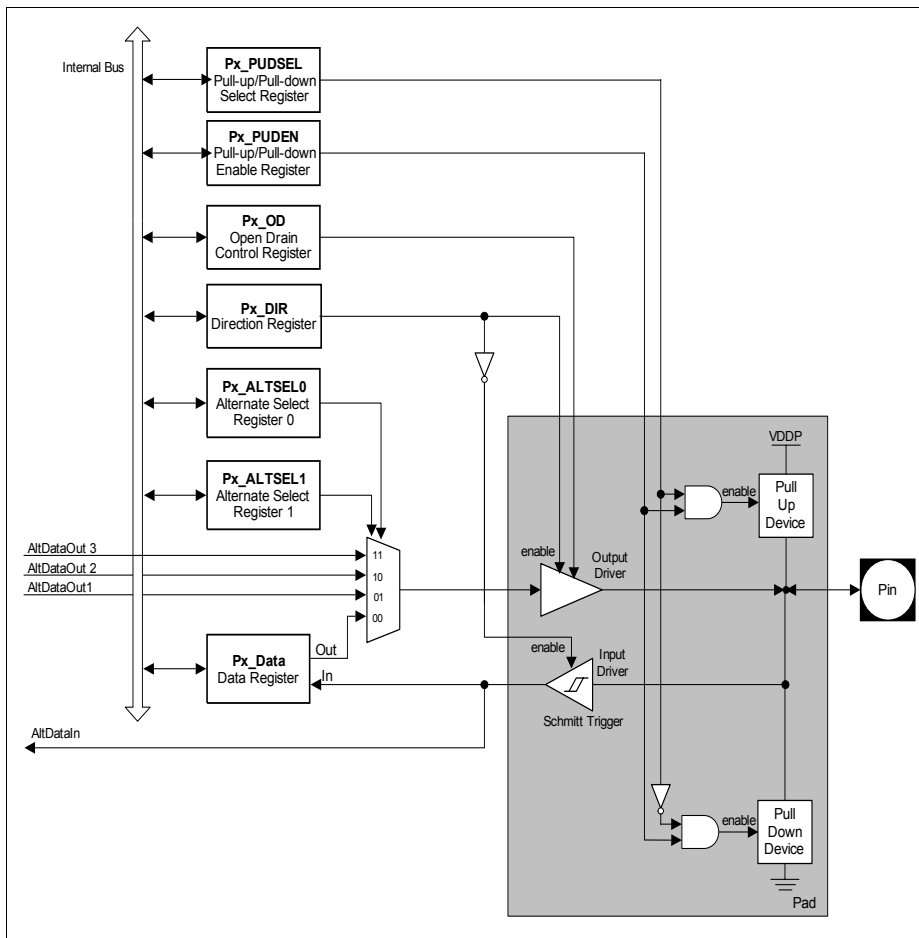 Internal Bus
Px_PUDSEL
Pull-up/Pull-down
Select Register
Px_PUDEN
Pull-up/Pull-down
Enable Register
Px_OD
Open Drain
Control Register
Px_DIR
Direction Register
Px_ALTSEL0
Alternate Select
Register 0
Px_ALTSEL1
Alternate Select
Register 1
AltDataOut 3
AltDataOut 2
AltDataOut1
11
10
01
00
Px_Data
Data Register
Out
In
AltDataIn
enable
Output
Driver
enable
Input
Driver
Schmitt Trigger
VDDP
enable
Pull
Up
Device
Pin
enable
Pull
Down
Device
Pad